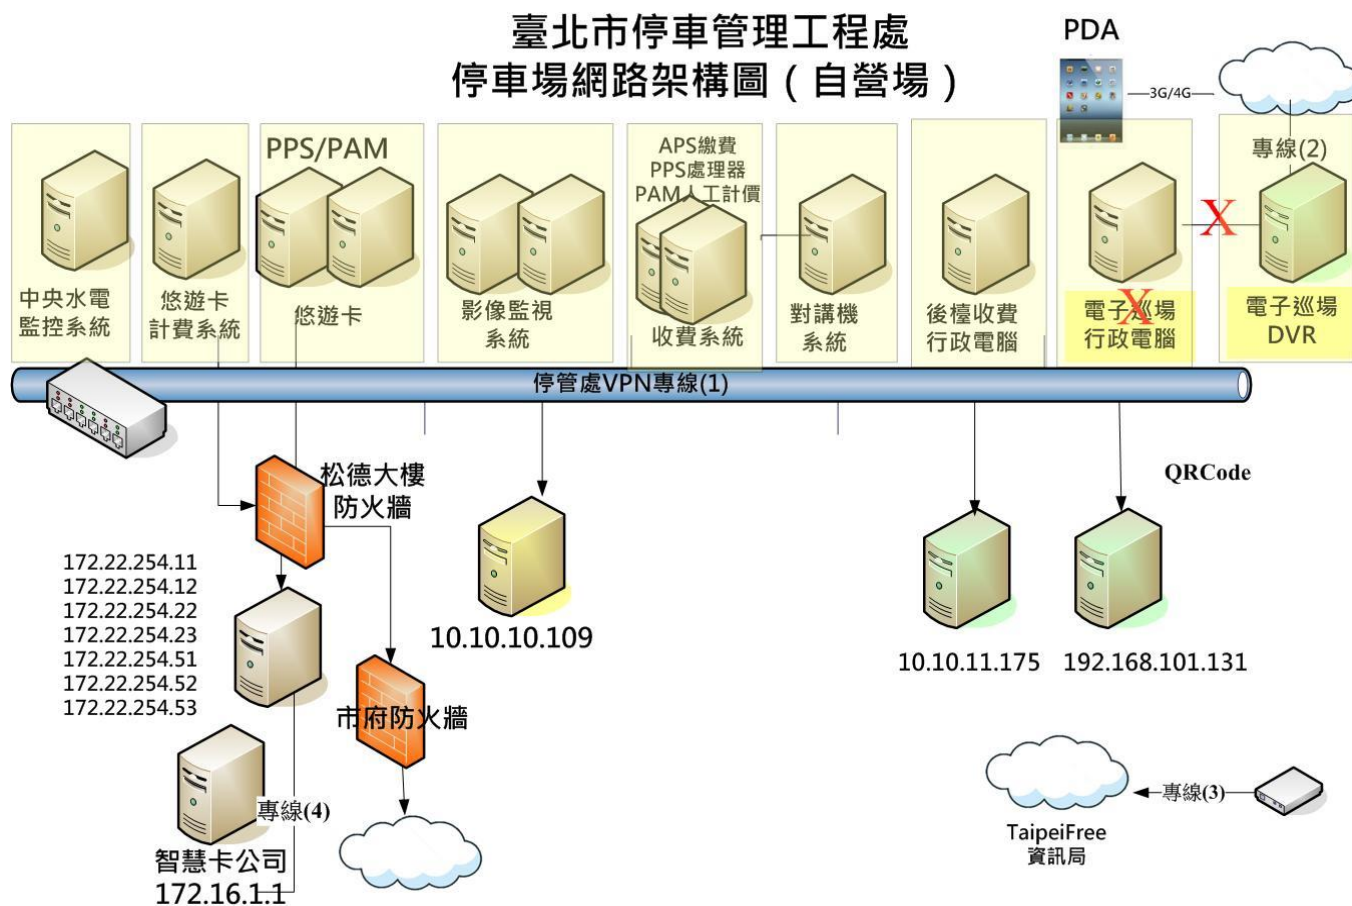 臺北市停車管理工程處
停車場網路架構圖（自營場）
PDA
3G/4G
專線(2)
PPS/PAM
APS繳費
PPS處理器
PAM人工計價
中央水電
監控系統
悠遊卡
計費系統
悠遊卡
影像監視
系統
收費系統
對講機
系統
後檯收費
行政電腦
X
電子巡場
行政電腦
X
電子巡場
DVR
停管處VPN專線(1)
松德大樓
防火牆
QRCode
172.22.254.11
172.22.254.12
172.22.254.22
172.22.254.23
172.22.254.51
172.22.254.52
172.22.254.53
10.10.10.109
10.10.11.175
192.168.101.131
市府防火牆
專線(4)
智慧卡公司
172.16.1.1
專線(3)
TaipeiFree
資訊局